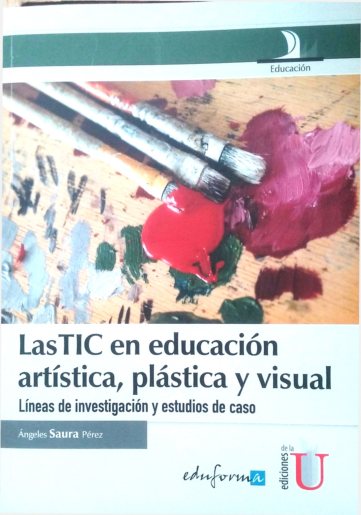 Educación
LasTIC en educación
artística, plástica y visual
Líneas de investigación y estudios de caso
Ángeles Saura Pérez
eduforma
ediciones de la U